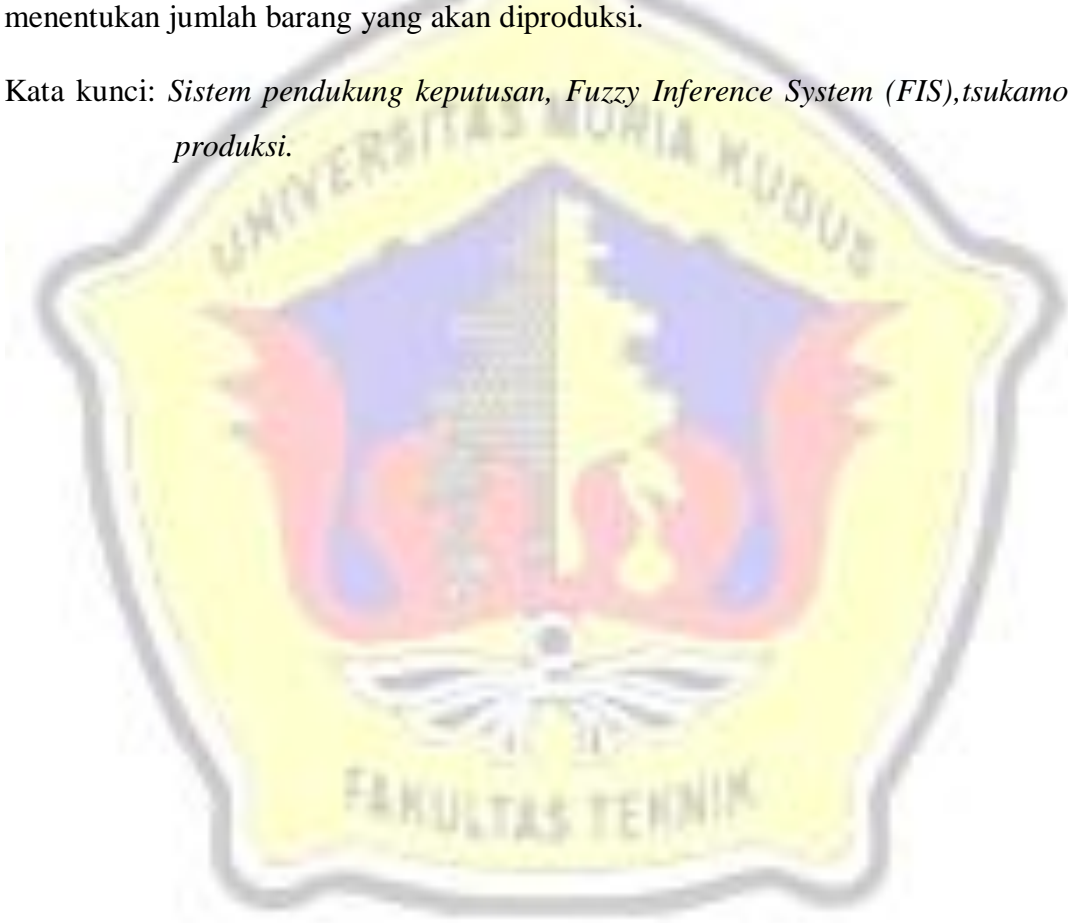 menentukan jumlah barang yang akan diproduksi.
Kata kunci: Sistem pendukung keputusan, Fuzzy Inference System (FIS),tsukamo
produksi.
UNIVERSITAS MURIA KUDUS
FAKULTAS TEKNIK